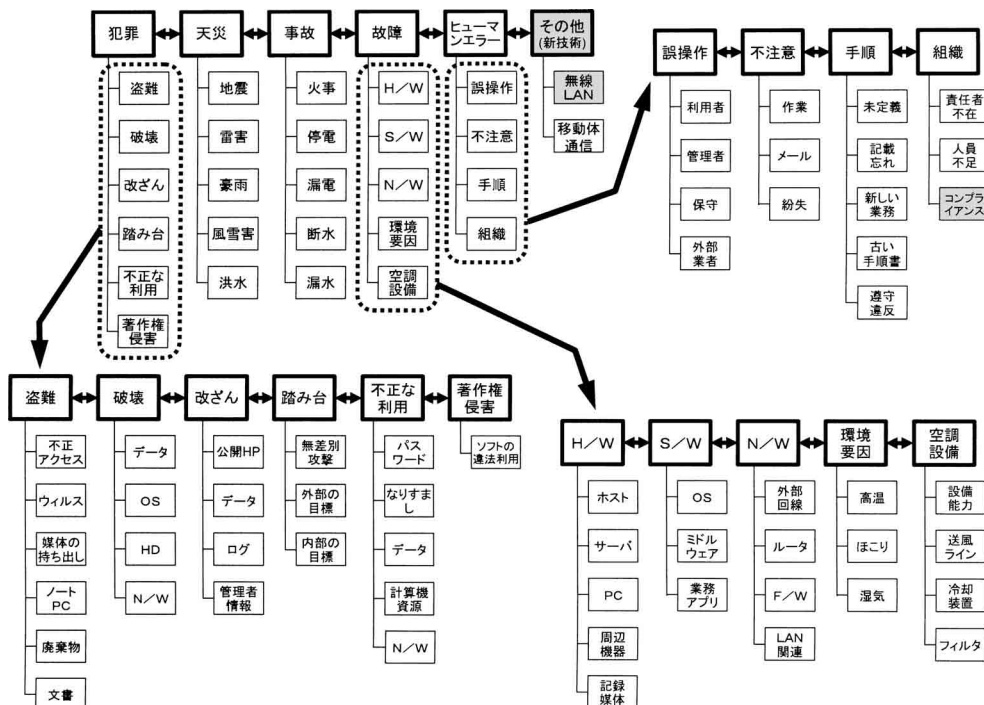 犯罪
天災
事故
故障
ヒューマ
ンエラー
その他
(新技術)
盗難
破壊
改ざん
踏み台
不正な
利用
著作権
侵害
地震
雷害
豪雨
風雪害
洪水
火事
停電
漏電
断水
漏水
H/W
S/W
N/W
環境
要因
空調
設備
誤操作
不注意
手順
組織
無線
LAN
移動体
通信
誤操作
不注意
手順
組織
利用者
管理者
保守
外部
業者
作業
メール
紛失
未定義
記載
忘れ
新しい
業務
古い
手順書
遵守
違反
責任者
不在
人員
不足
コンプラ
イアンス
盗難
破壊
改ざん
踏み台
不正な
利用
著作権
侵害
不正
アクセス
ウィルス
媒体の
持ち出し
ノート
PC
廃棄物
文書
データ
OS
HD
N/W
公開HP
データ
ログ
管理者
情報
無差別
攻撃
外部の
目標
内部の
目標
パス
ワード
なりすま
し
データ
計算機
資源
N/W
ソフトの
違法利用
H/W
S/W
N/W
環境
要因
空調
設備
ホスト
サーバ
PC
周辺
機器
記録
媒体
OS
ミドル
ウェア
業務
アプリ
外部
回線
ルータ
F/W
LAN
関連
高温
ほこり
湿気
設備
能力
送風
ライン
冷却
装置
フィルタ